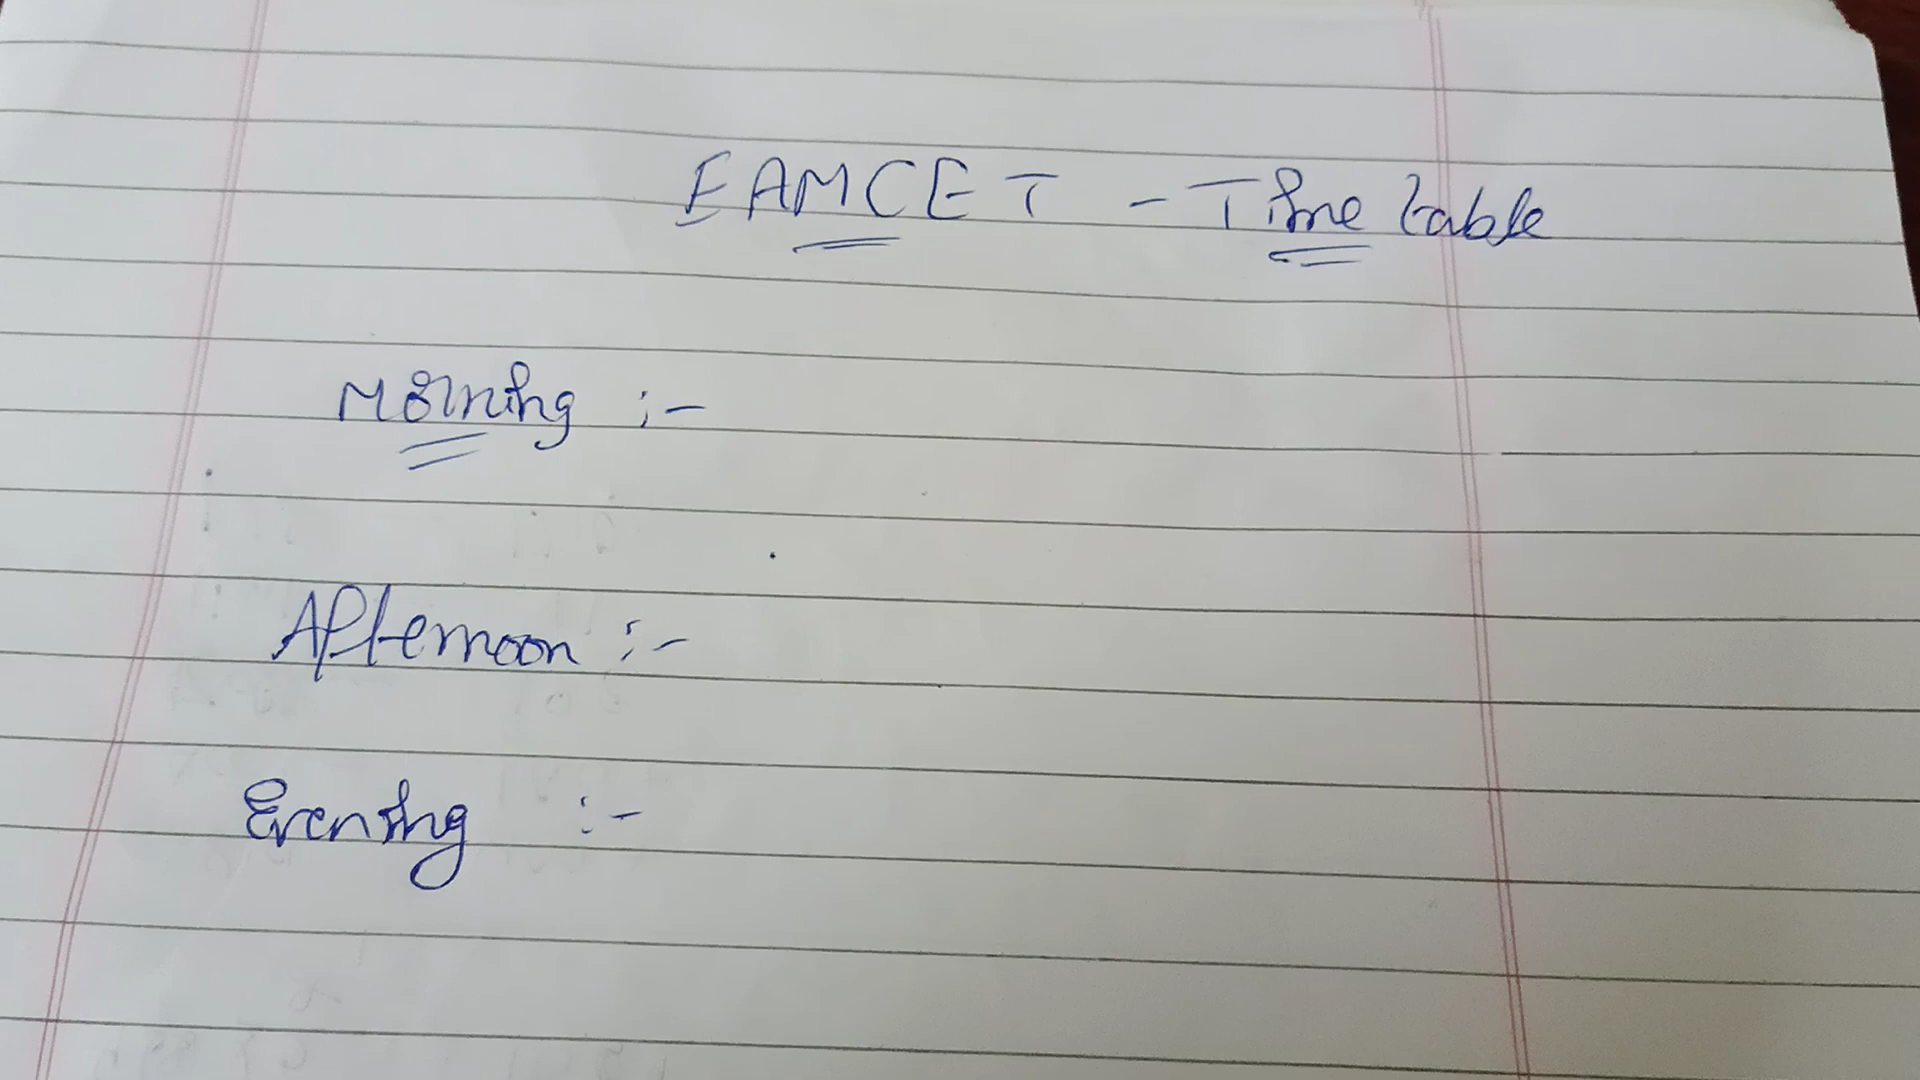 EAMCET - Time table
Morning :-
Afternoon :-
Evening :-